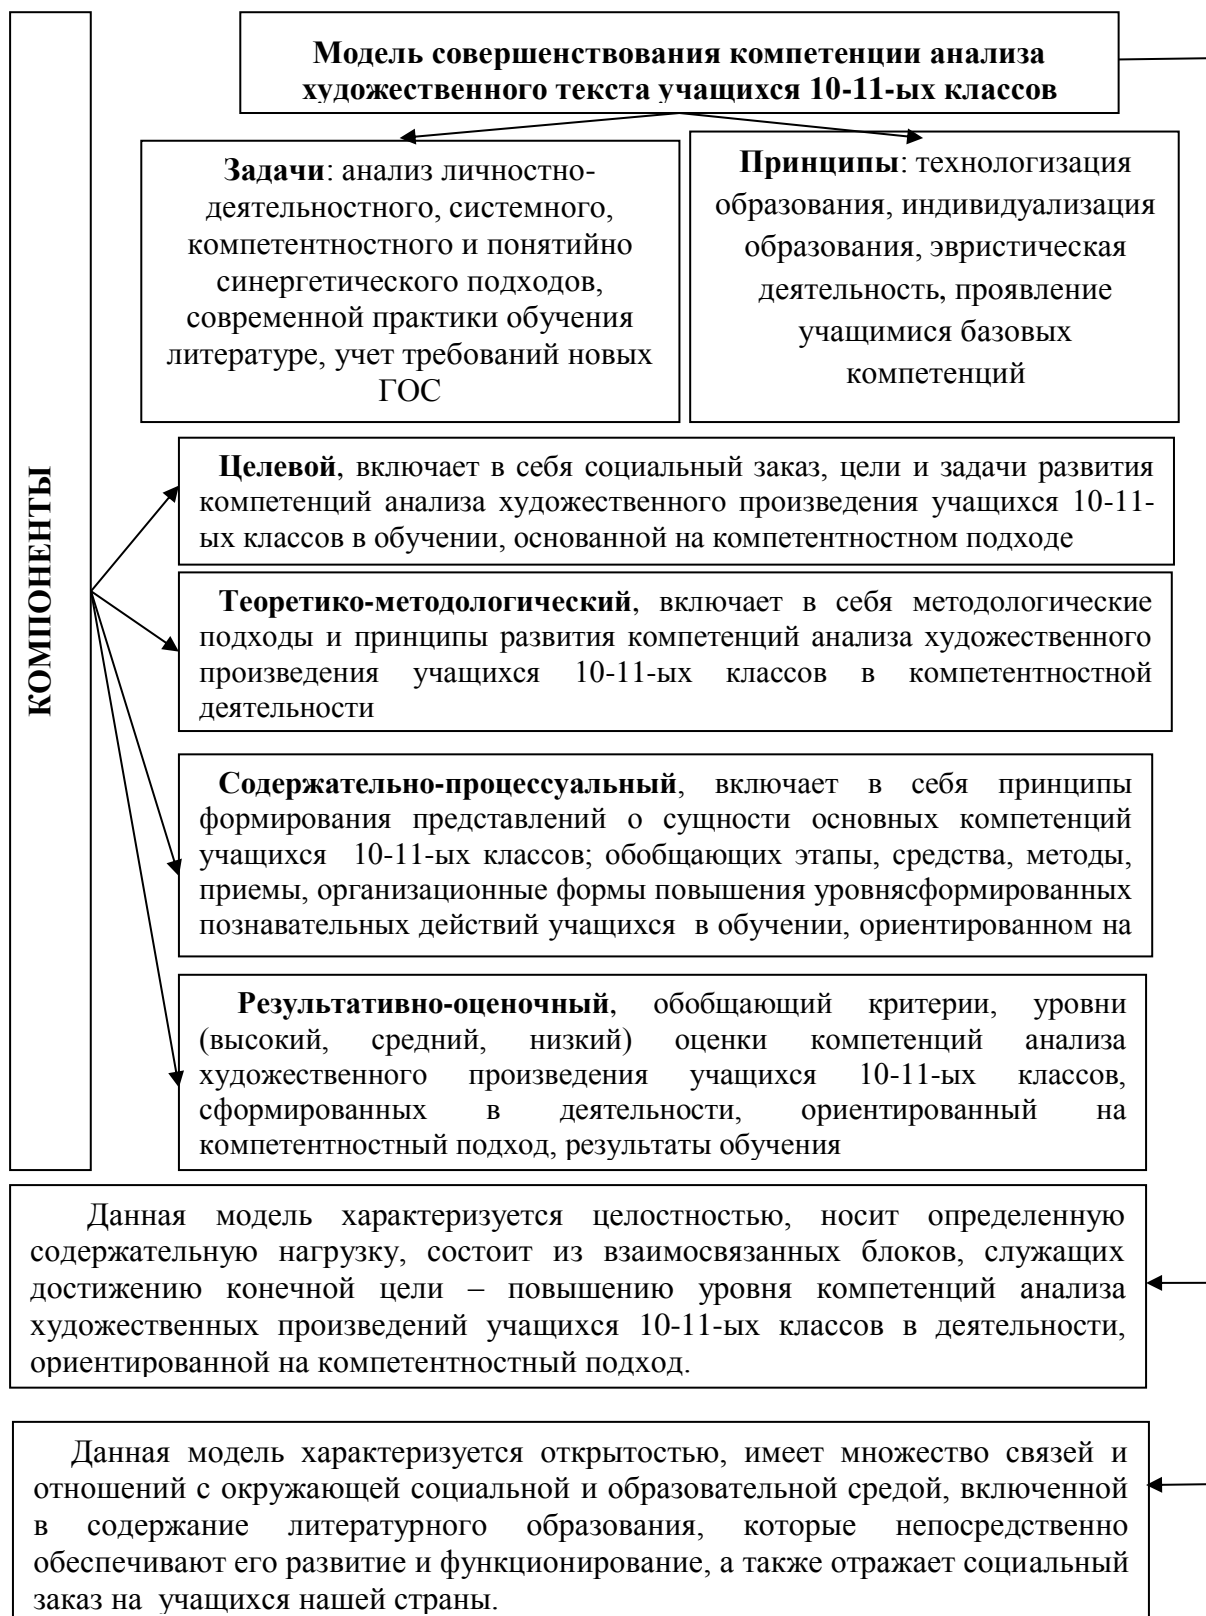 Модель совершенствования компетенции анализа
художественного текста учащихся 10-11-ых классов
Задачи: анализ личностно-
деятельностного, системного,
компетентностного и понятийно
синергетического подходов,
современной практики обучения
литературе, учет требований новых
ГОС
Принципы: технологизация
образования, индивидуализация
образования, эвристическая
деятельность, проявление
учащимися базовых
компетенций
КОМПОНЕНТЫ
Целевой, включает в себя социальный заказ, цели и задачи развития
компетенций анализа художественного произведения учащихся 10-11-
ых классов в обучении, основанной на компетентностном подходе
Теоретико-методологический, включает в себя методологические
подходы и принципы развития компетенций анализа художественного
произведения учащихся 10-11-ых классов в компетентностной
деятельности
Содержательно-процессуальный, включает в себя принципы
формирования представлений о сущности основных компетенций
учащихся 10-11-ых классов; обобщающих этапы, средства, методы,
приемы, организационные формы повышения уровнясформированных
познавательных действий учащихся в обучении, ориентированном на
Результативно-оценочный, обобщающий критерии, уровни
(высокий, средний, низкий) оценки компетенций анализа
художественного произведения учащихся 10-11-ых классов,
сформированных в деятельности, ориентированный на
компетентностный подход, результаты обучения
Данная модель характеризуется целостностью, носит определенную
содержательную нагрузку, состоит из взаимосвязанных блоков, служащих
достижению конечной цели – повышению уровня компетенций анализа
художественных произведений учащихся 10-11-ых классов в деятельности,
ориентированной на компетентностный подход.
Данная модель характеризуется открытостью, имеет множество связей и
отношений с окружающей социальной и образовательной средой, включенной
в содержание литературного образования, которые непосредственно
обеспечивают его развитие и функционирование, а также отражает социальный
заказ на учащихся нашей страны.